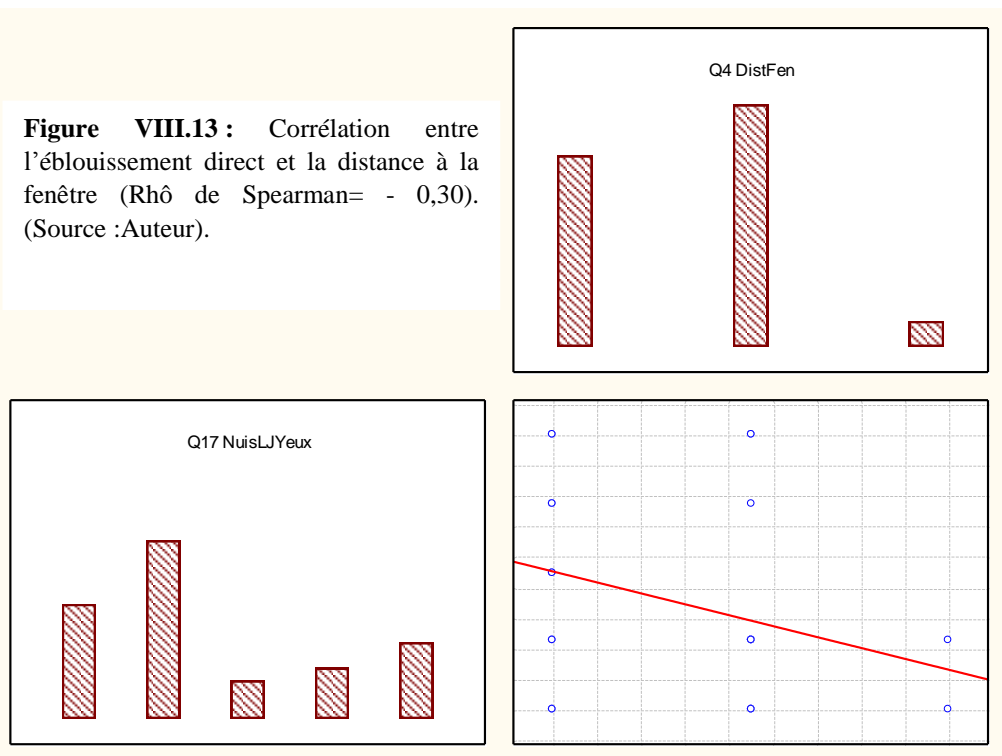 Figure VIII.13 : Corrélation entre
l’éblouissement direct et la distance à la
fenêtre (Rhô de Spearman= - 0,30).
(Source :Auteur).
Q4 DistFen
Q17 NuisLJYeux